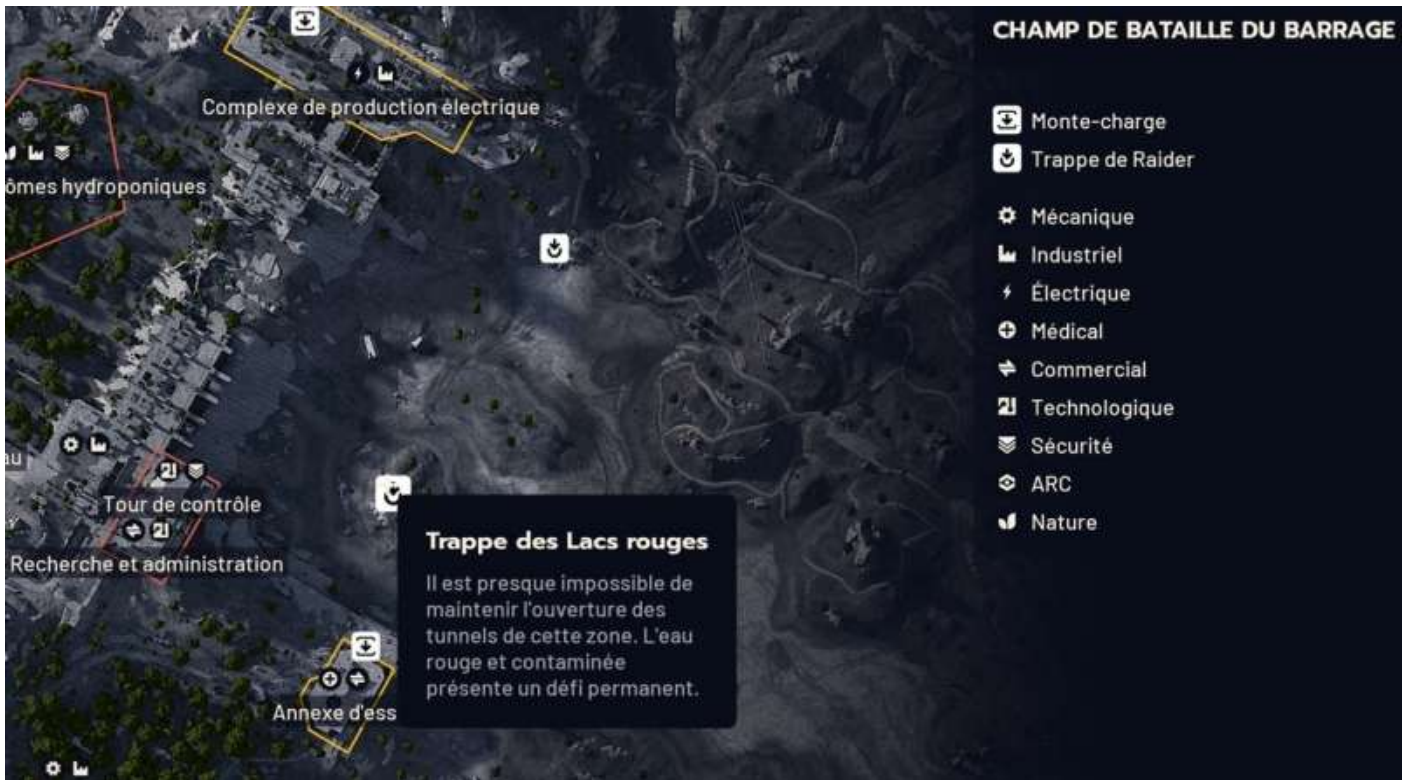 CHAMP DE BATAILLE DU BARRAGE
Monte-charge
Trappe de Raider
Mécanique
Industriel
Électrique
Médical
Commercial
Technologique
Sécurité
ARC
Nature
Complexe de production électrique
ômes hydroponiques
au
Tour de contrôle
Recherche et administration
Annexe d'ess
Trappe des Lacs rouges
Il est presque impossible de
maintenir l'ouverture des
tunnels de cette zone. L'eau
rouge et contaminée
présente un défi permanent.